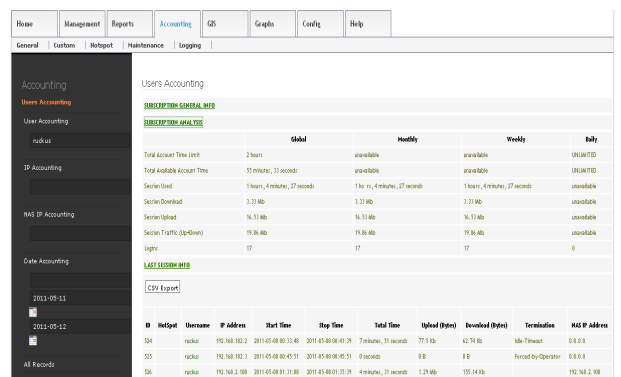 Home Management Reports Accounting GIS Graphs Config Help
General Custom Hotspot Maintenance Logging
Accounting
Users Accounting
User Accounting
ruckus
IP Accounting
NAS IP Accounting
Date Accounting
2011-05-11
2011-05-12
All Records
Users Accounting
SUBSCRIPTION GENERAL INFO
SUBSCRIPTION ANALYSIS
Global Monthly Weekly Daily
Total Account Time Limit 2 hours unavailable unavailable UNLIMITED
Total Available Account Time 55 minutes, 33 seconds unavailable unavailable UNLIMITED
Session Used 1 hours, 4 minutes, 27 seconds 1 ho rs, 4 minutes, 27 seconds 1 hours, 4 minutes, 27 seconds unavailable
Session Download 3.33 Mb 3.33 Mb 3.33 Mb unavailable
Session Upload 16.53 Mb 16.53 Mb 16.53 Mb unavailable
Session Traffic (Up+Down) 19.86 Mb 19.86 Mb 19.86 Mb unavailable
Logins 17 17 17 0
LAST SESSION INFO
CSV Export
ID HotSpot Username IP Address Start Time Stop Time Total Time Upload (Bytes) Download (Bytes) Termination NAS IP Address
524 ruckus 192.168.182.2 2011-05-08 00:33:48 2011-05-08 00:41:39 7 minutes, 31 seconds 77.5 Kb 62.74 Kb Idle-Timeout 0.0.0.0
525 ruckus 192.168.182.3 2011-05-08 00:45:51 2011-05-08 00:45:51 0 seconds 0 B 0 B Forced-by-Operator 0.0.0.0
526 ruckus 192.168.2.108 2011-05-08 01:31:08 2011-05-08 01:35:39 4 minutes, 31 seconds 1.29 Mb 155.14 Kb 192.168.2.108